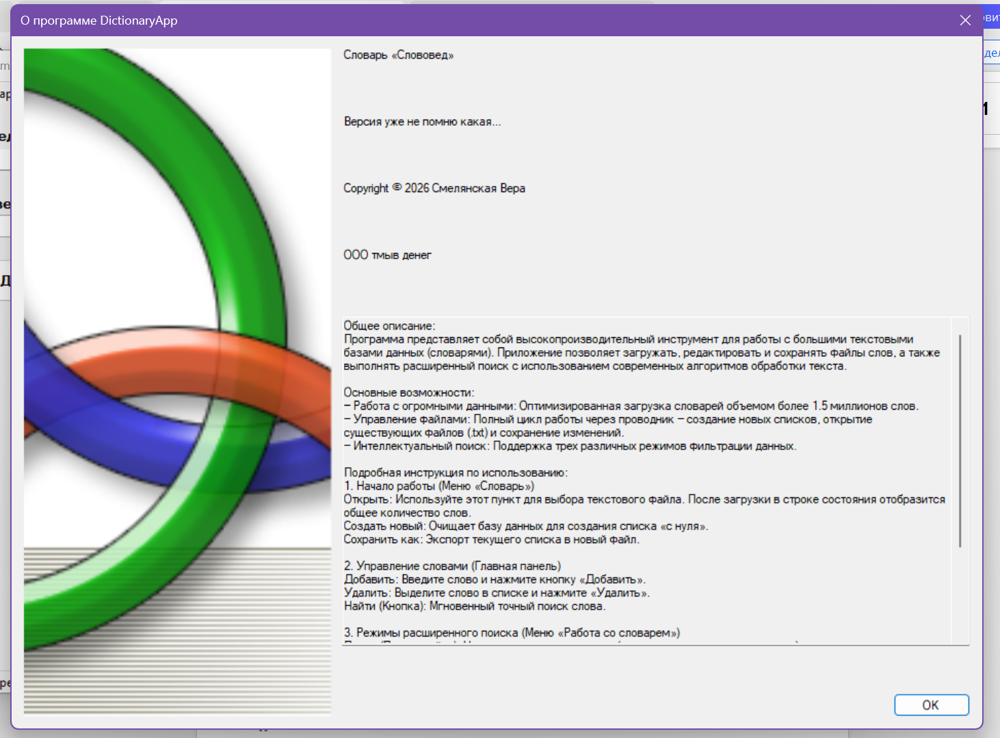 О программе DictionaryApp
Словарь «Слововед»
Версия уже не помню какая...
Copyright © 2026 Смелянская Вера
ООО тмыв денег
Общее описание:
Программа представляет собой высокопроизводительный инструмент для работы с большими текстовыми
базами данных (словарями). Приложение позволяет загружать, редактировать и сохранять файлы слов, а также
выполнять расширенный поиск с использованием современных алгоритмов обработки текста.
Основные возможности:
– Работа с огромными данными: Оптимизированная загрузка словарей объемом более 1.5 миллионов слов.
– Управление файлами: Полный цикл работы через проводник – создание новых списков, открытие
существующих файлов (.txt) и сохранение изменений.
– Интеллектуальный поиск: Поддержка трех различных режимов фильтрации данных.
Подробная инструкция по использованию:
1. Начало работы (Меню «Словарь»)
Открыть: Используйте этот пункт для выбора текстового файла. После загрузки в строке состояния отобразится
общее количество слов.
Создать новый: Очищает базу данных для создания списка «с нуля».
Сохранить как: Экспорт текущего списка в новый файл.
2. Управление словами (Главная панель)
Добавить: Введите слово и нажмите кнопку «Добавить».
Удалить: Выделите слово в списке и нажмите «Удалить».
Найти (Кнопка): Мгновенный точный поиск слова.
3. Режимы расширенного поиска (Меню «Работа со словарем»)
OK